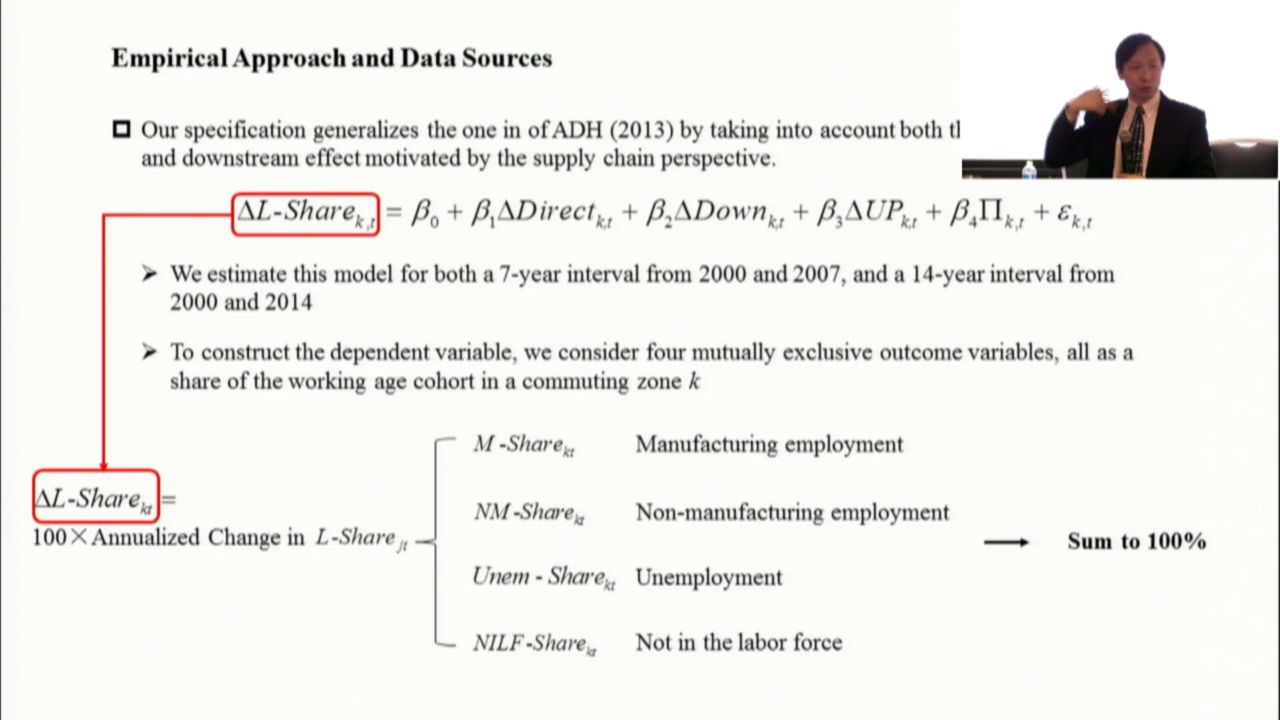 Empirical Approach and Data Sources
Our specification generalizes the one in of ADH (2013) by taking into account both
and downstream effect motivated by the supply chain perspective.
ΔL-Share_{k,t} = β_0 + β_1ΔDirect_{k,t} + β_2ΔDown_{k,t} + β_3ΔUP_{k,t} + β_4Π_{k,t} + ε_{k,t}
➤ We estimate this model for both a 7-year interval from 2000 and 2007, and a 14-year interval from
2000 and 2014
➤ To construct the dependent variable, we consider four mutually exclusive outcome variables, all as a
share of the working age cohort in a commuting zone k
M-Share_{kt} Manufacturing employment
ΔL-Share_{kt} =
NM-Share_{kt} Non-manufacturing employment
100×Annualized Change in L-Share_{jt}
→ Sum to 100%
Unem - Share_{kt} Unemployment
NILF-Share_{kt} Not in the labor force